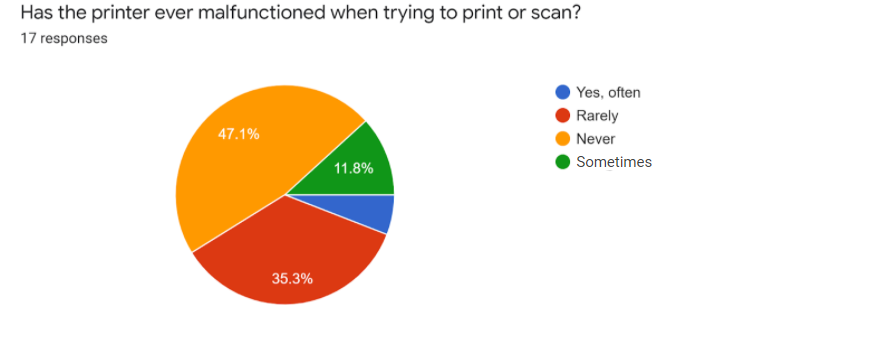 Has the printer ever malfunctioned when trying to print or scan?
17 responses
47.1%
11.8%
35.3%
Yes, often
Rarely
Never
Sometimes